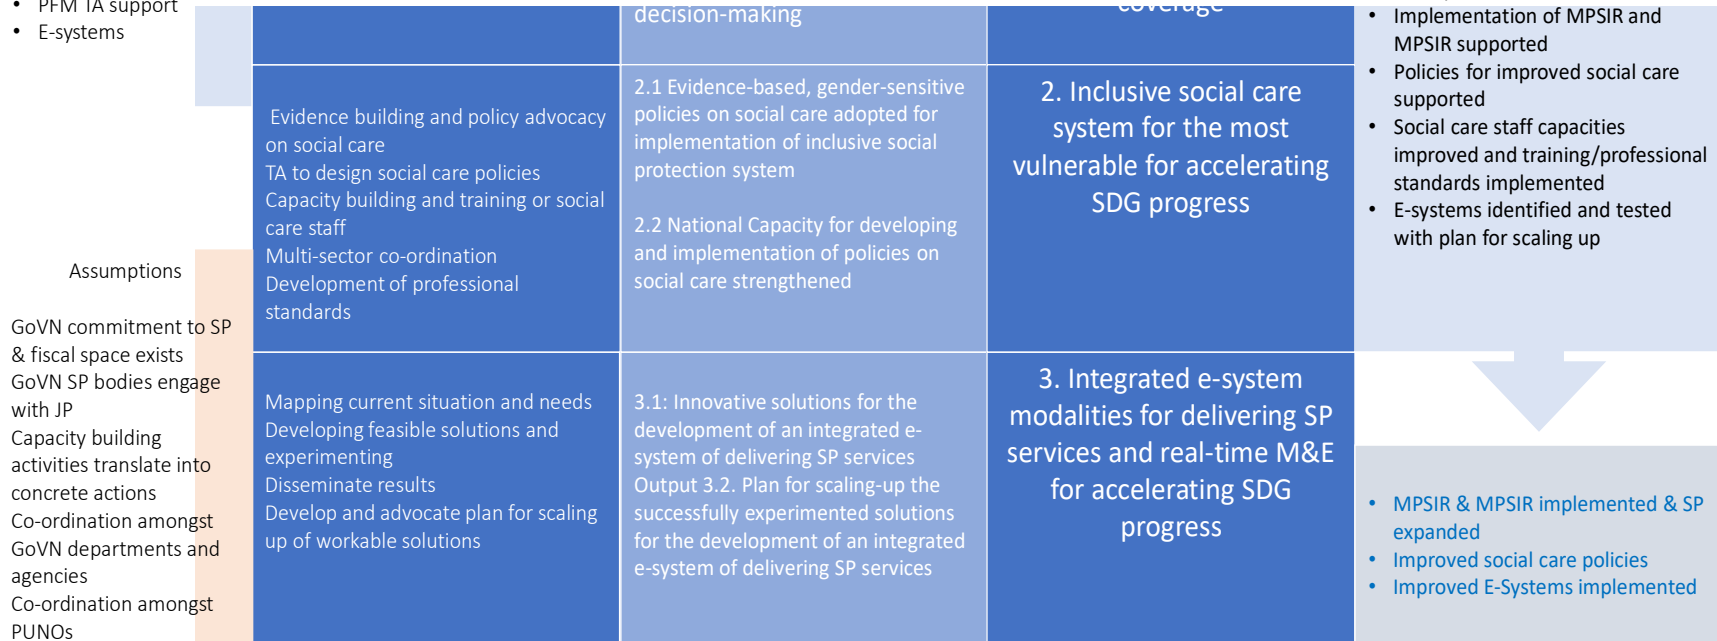 • PFM TA support
• E-systems
Assumptions
GoVN commitment to SP
& fiscal space exists
GoVN SP bodies engage
with JP
Capacity building
activities translate into
concrete actions
Co-ordination amongst
GoVN departments and
agencies
Co-ordination amongst
PUNOs
Evidence building and policy advocacy
on social care
TA to design social care policies
Capacity building and training or social
care staff
Multi-sector co-ordination
Development of professional
standards
Mapping current situation and needs
Developing feasible solutions and
experimenting
Disseminate results
Develop and advocate plan for scaling
up of workable solutions
decision-making
2.1 Evidence-based, gender-sensitive
policies on social care adopted for
implementation of inclusive social
protection system
2.2 National Capacity for developing
and implementation of policies on
social care strengthened
3.1: Innovative solutions for the
development of an integrated e-
system of delivering SP services
Output 3.2. Plan for scaling-up the
successfully experimented solutions
for the development of an integrated
e-system of delivering SP services
coverage
2. Inclusive social care
system for the most
vulnerable for accelerating
SDG progress
3. Integrated e-system
modalities for delivering SP
services and real-time M&E
for accelerating SDG
progress
• Implementation of MPSIR and
MPSIR supported
• Policies for improved social care
supported
• Social care staff capacities
improved and training/professional
standards implemented
• E-systems identified and tested
with plan for scaling up
• MPSIR & MPSIR implemented & SP
expanded
• Improved social care policies
• Improved E-Systems implemented